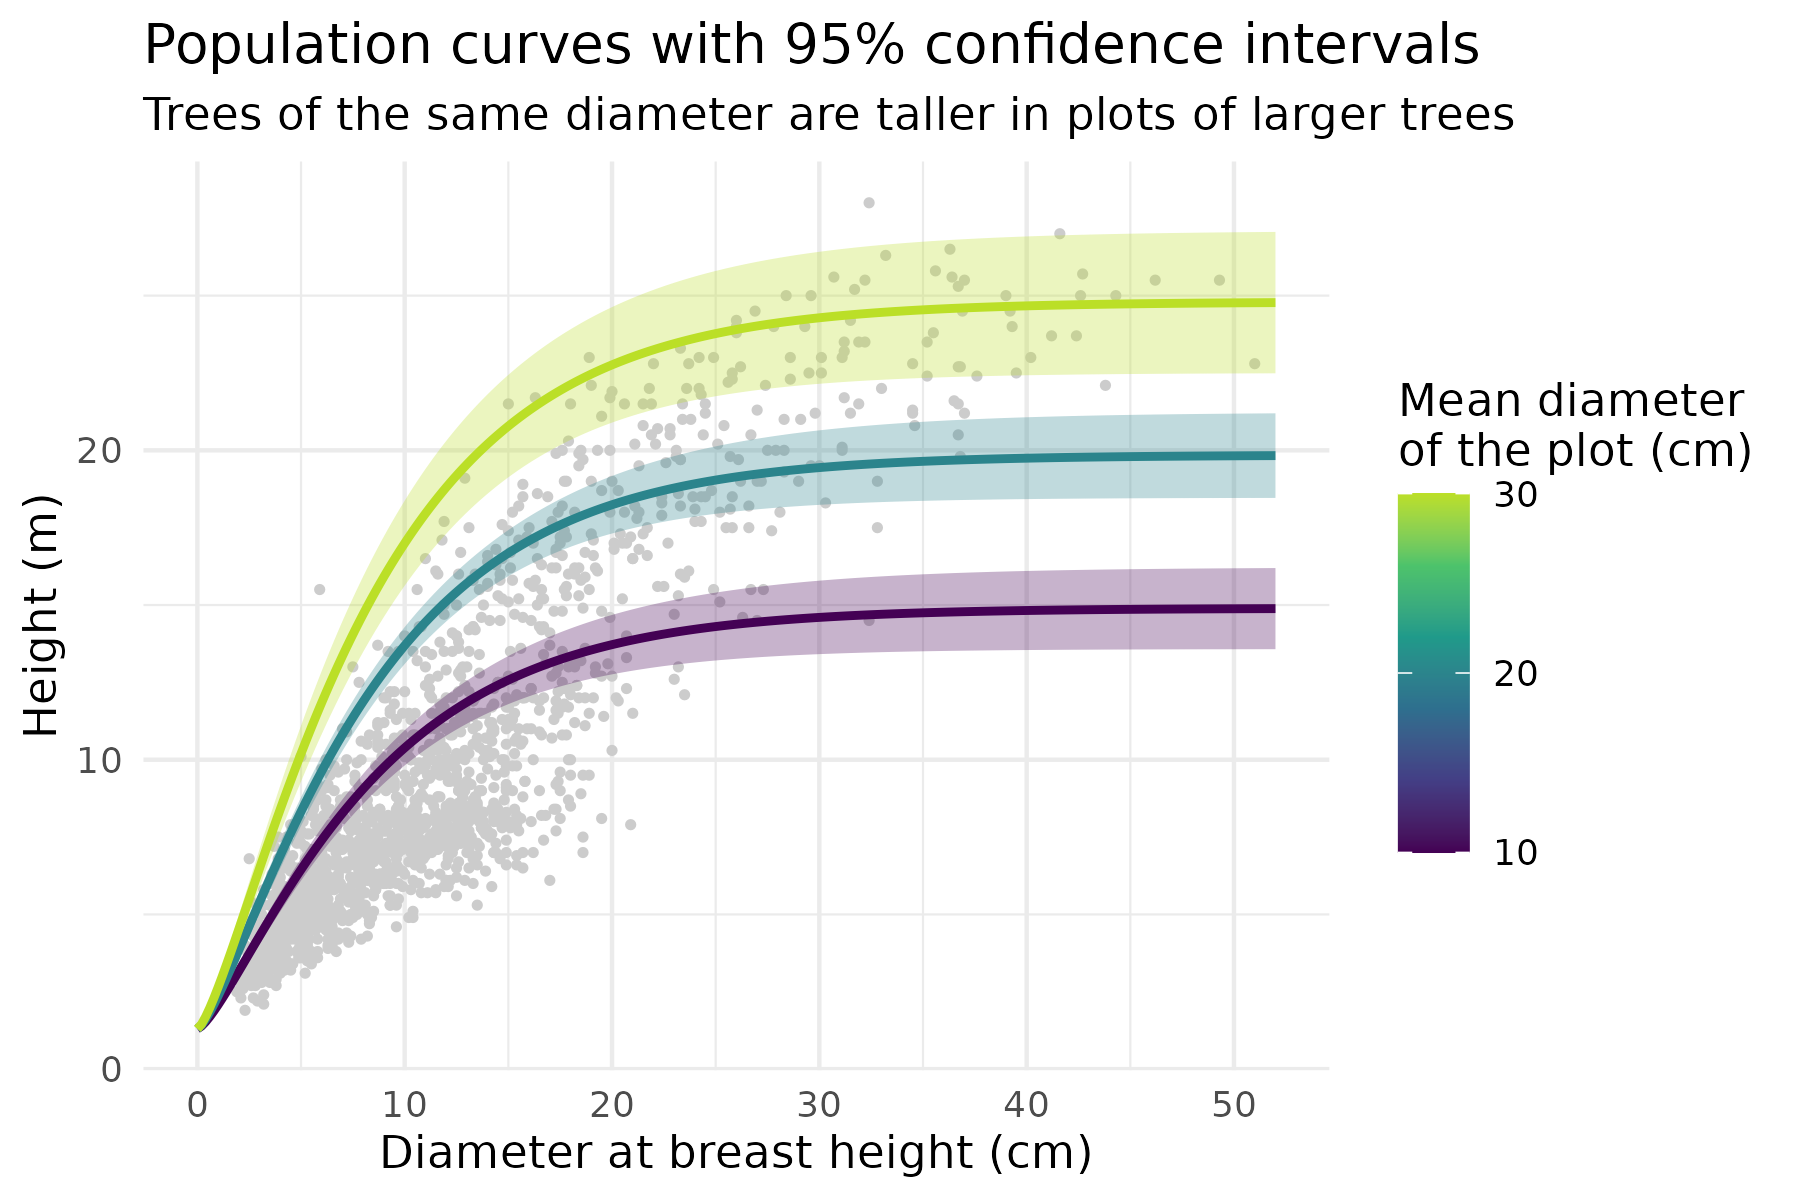 Population curves with 95% confidence intervals
Trees of the same diameter are taller in plots of larger trees
Height (m)
20
10
0
0 10 20 30 40 50
Diameter at breast height (cm)
Mean diameter
of the plot (cm)
30
20
10